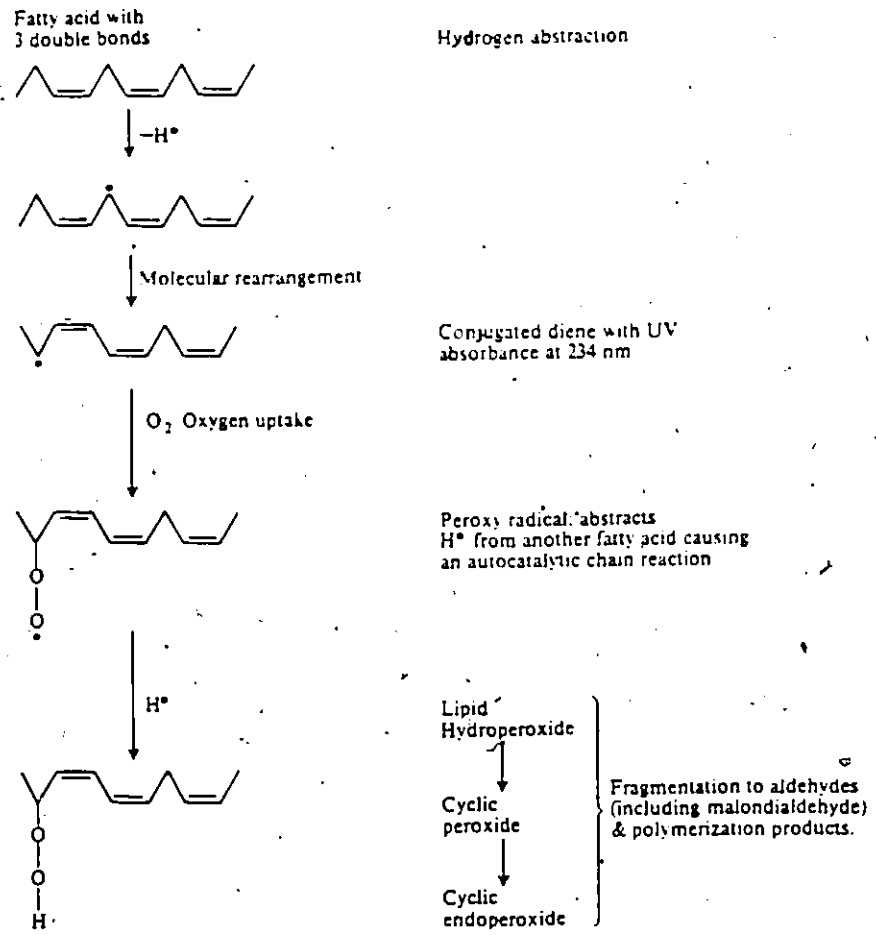 Fatty acid with
3 double bonds
Hydrogen abstraction
−H•
Molecular rearrangement
Conjugated diene with UV
absorbance at 234 nm
O₂ Oxygen uptake
Peroxy radical: abstracts
H• from another fatty acid causing
an autocatalytic chain reaction
O
O
H•
Lipid
Hydroperoxide
Cyclic
peroxide
Cyclic
endoperoxide
Fragmentation to aldehydes
(including malondialdehyde)
& polymerization products.
O
O
H